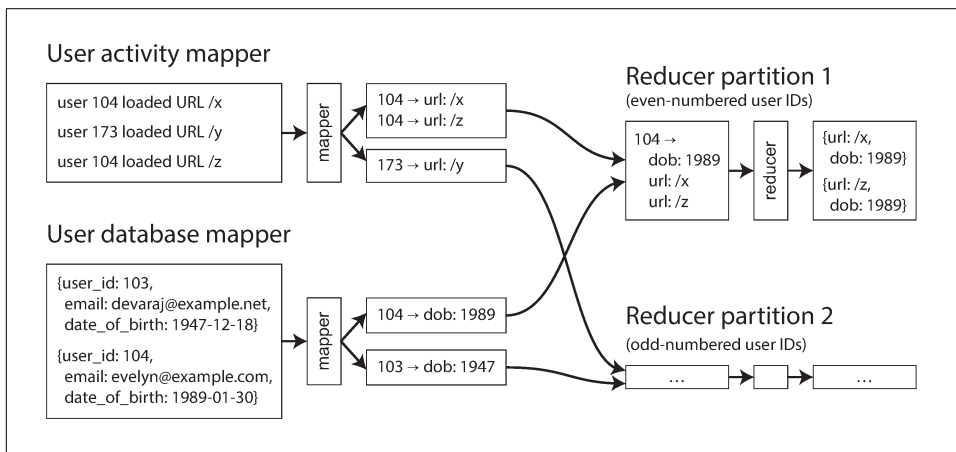 User activity mapper
user 104 loaded URL /x
user 173 loaded URL /y
user 104 loaded URL /z
mapper
104 → url: /x
104 → url: /z
173 → url: /y
User database mapper
{user_id: 103,
email: devaraj@example.net,
date_of_birth: 1947-12-18}
{user_id: 104,
email: evelyn@example.com,
date_of_birth: 1989-01-30}
mapper
104 → dob: 1989
103 → dob: 1947
Reducer partition 1
(even-numbered user IDs)
104 →
dob: 1989
url: /x
url: /z
reducer
{url: /x,
dob: 1989}
{url: /z,
dob: 1989}
Reducer partition 2
(odd-numbered user IDs)
...
...